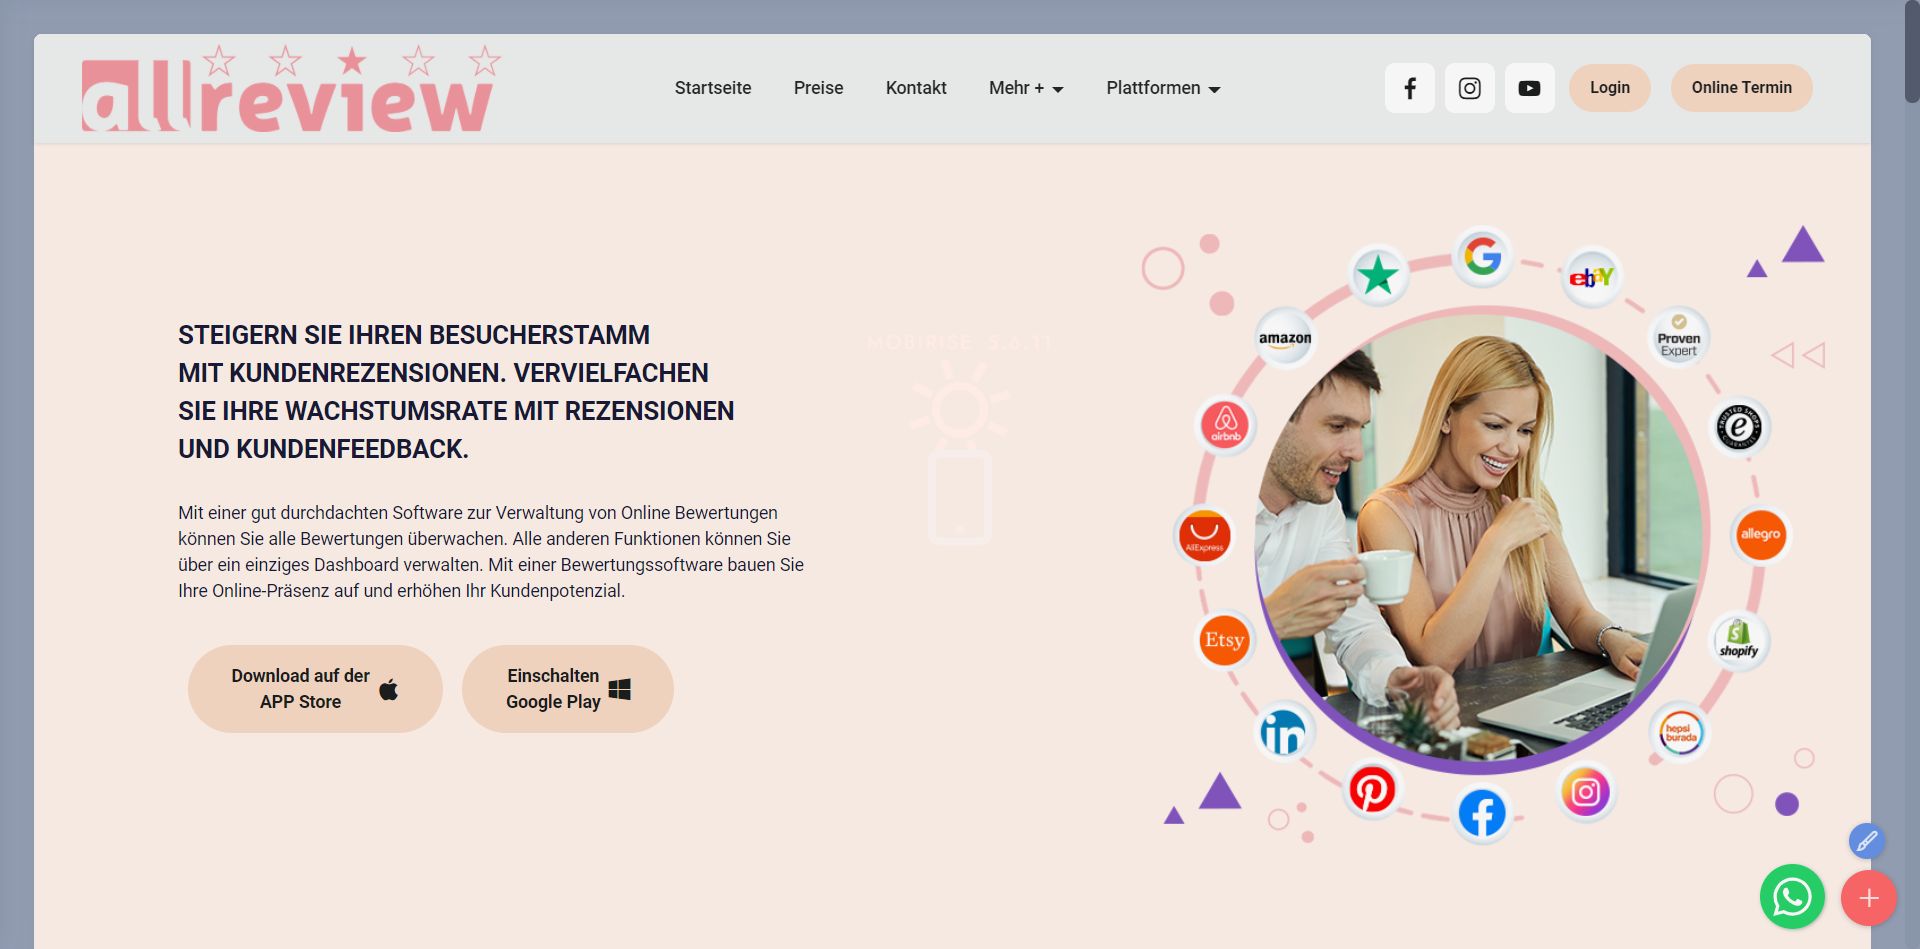 allreview
Startseite
Preise
Kontakt
Mehr +
Plattformen
Login
Online Termin
STEIGERN SIE IHREN BESUCHERSTAMM
MIT KUNDENREZENSIONEN. VERVIELFACHEN
SIE IHRE WACHSTUMSRATE MIT REZENSIONEN
UND KUNDENFEEDBACK.
Mit einer gut durchdachten Software zur Verwaltung von Online Bewertungen
können Sie alle Bewertungen überwachen. Alle anderen Funktionen können Sie
über ein einziges Dashboard verwalten. Mit einer Bewertungssoftware bauen Sie
Ihre Online-Präsenz auf und erhöhen Ihr Kundenpotenzial.
Download auf der
APP Store
Einschalten
Google Play
MOBIRISE 5.6.11
G
ebay
amazon
Proven
Expert
airbnb
TRUSTED SHOPS
e
GUARANTEE
AliExpress
allegro
Etsy
shopify
in
hepsi
burada